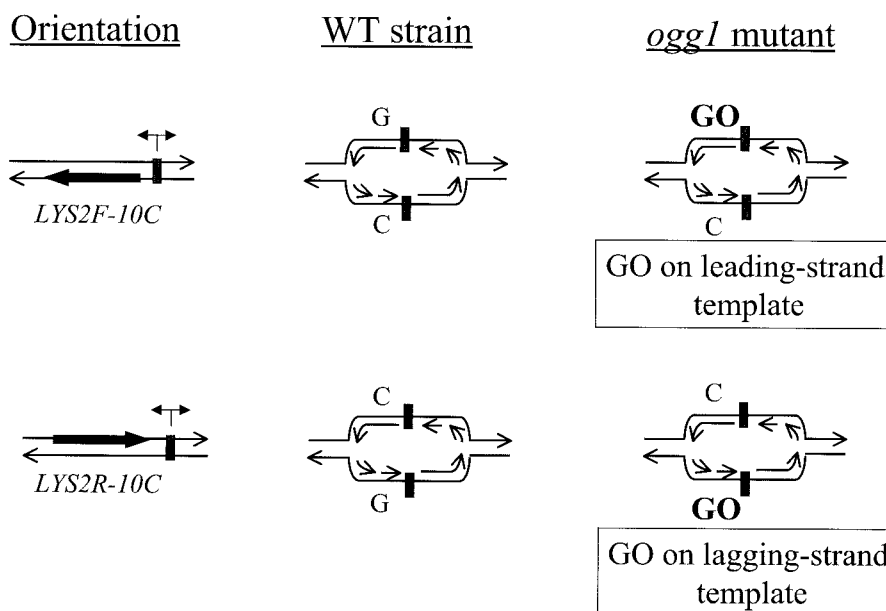 Orientation
WT strain
ogg1 mutant
G
GO
LYS2F-10C
C
C
GO on leading-strand
template
C
C
LYS2R-10C
G
GO
GO on lagging-strand
template